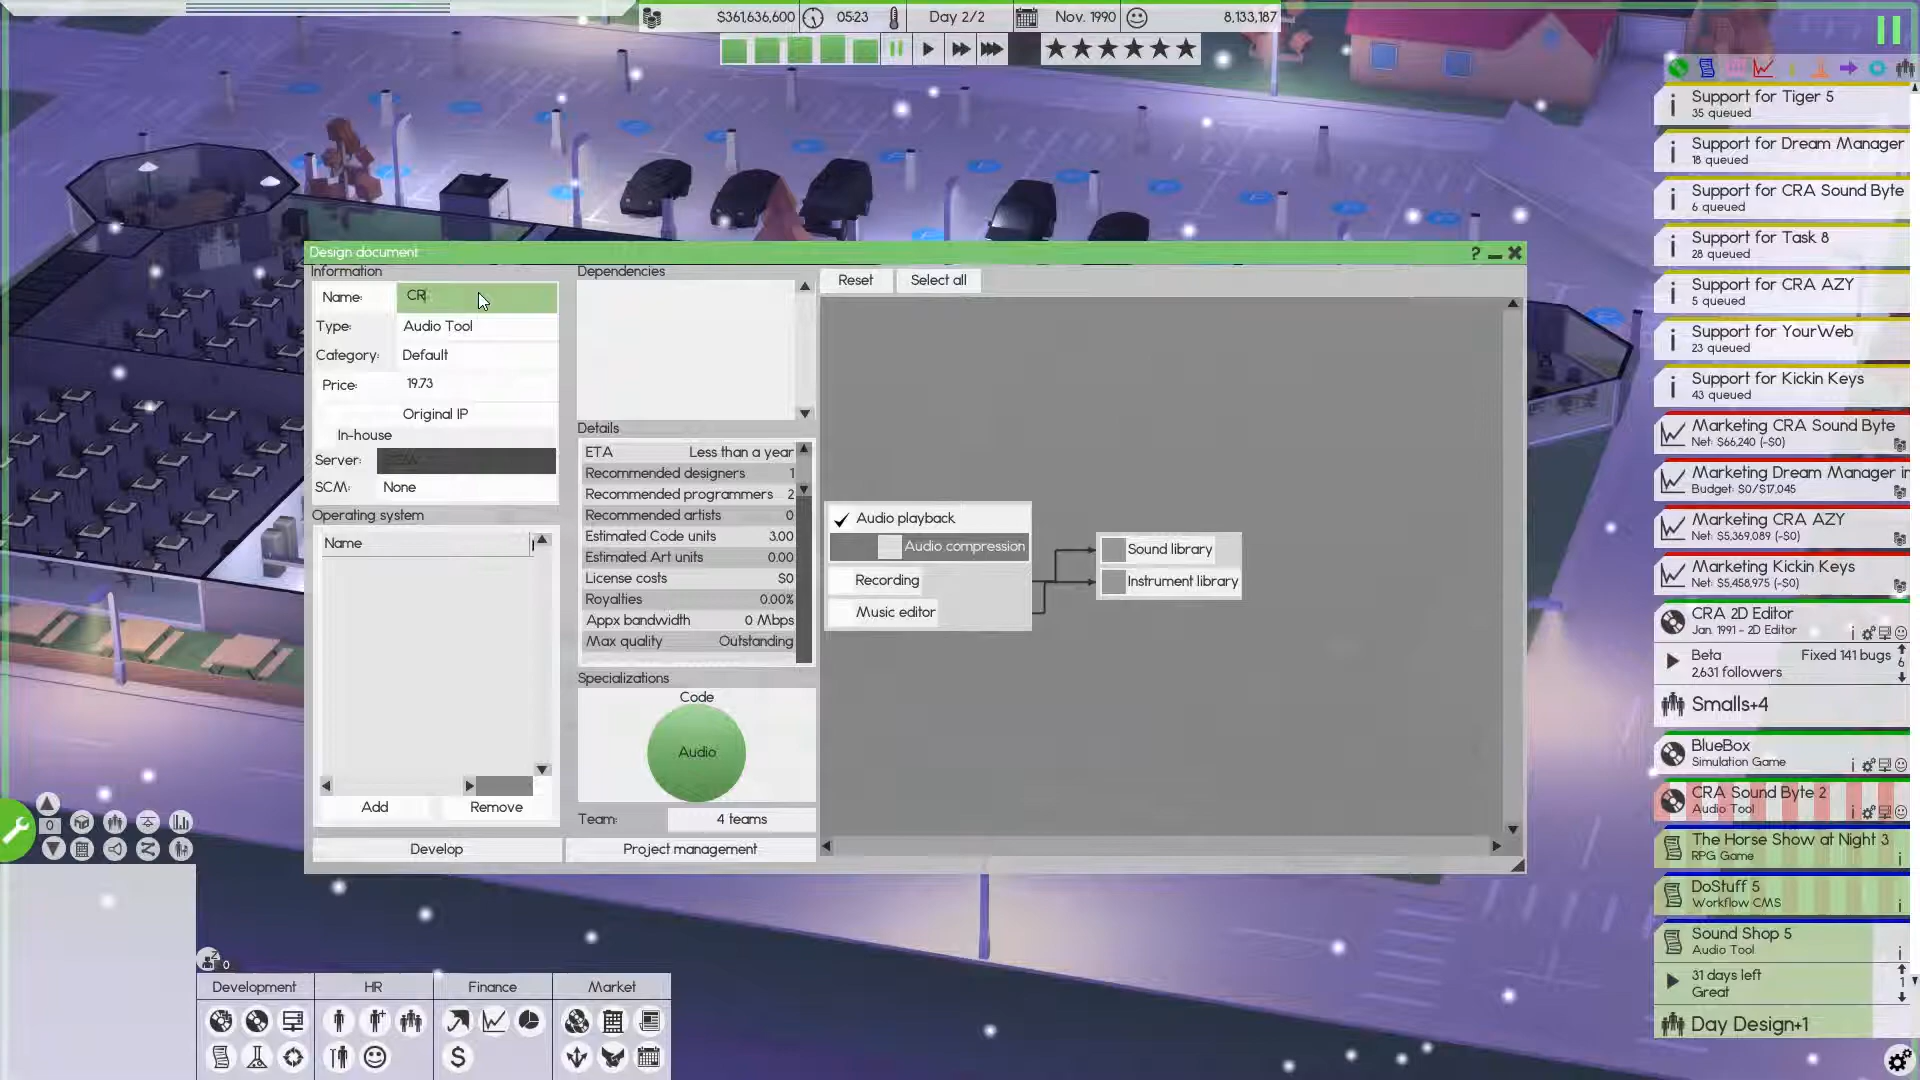 $361,636,600
05:23
Day 2/2
Nov. 1990
8,133,187
Support for Tiger 5
35 queued
Support for Dream Manager
18 queued
Support for CRA Sound Byte
6 queued
Support for Task 8
28 queued
Support for CRA AZY
5 queued
Support for YourWeb
23 queued
Support for Kickin Keys
43 queued
Marketing CRA Sound Byte
Net: $66,240 (-$0)
Marketing Dream Manager in
Budget: $0/$17,045
Marketing CRA AZY
Net: $5,369,089 (-$0)
Marketing Kickin Keys
Net: $5,458,975 (-$0)
CRA 2D Editor
Jan. 1991 - 2D Editor
Beta
Fixed 141 bugs
6
2,631 followers
Smalls+4
BlueBox
Simulation Game
CRA Sound Byte 2
Audio Tool
The Horse Show at Night 3
RPG Game
DoStuff 5
Workflow CMS
Sound Shop 5
Audio Tool
31 days left
1
Great
Day Design+1
Design document
?
Information
Name: CR
Type: Audio Tool
Category: Default
Price: 19.73
Original IP
In-house
Server:
SCM: None
Operating system
Name
Add
Remove
Develop
Dependencies
Details
ETA Less than a year
Recommended designers 1
Recommended programmers 2
Recommended artists 0
Estimated Code units 3.00
Estimated Art units 0.00
License costs $0
Royalties 0.00%
Appx bandwidth 0 Mbps
Max quality Outstanding
Specializations
Code
Audio
Team: 4 teams
Project management
Reset
Select all
Audio playback
Audio compression
Recording
Music editor
Sound library
Instrument library
0
0
Development
HR
Finance
Market